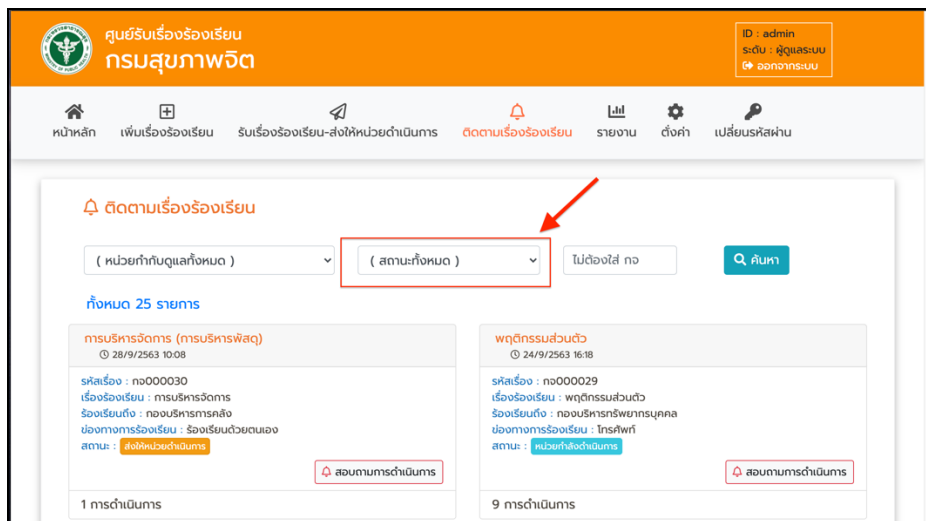 ศูนย์รับเรื่องร้องเรียน
กรมสุขภาพจิต
ID : admin
ระดับ : ผู้ดูแลระบบ
ออกจากระบบ
หน้าหลัก เพิ่มเรื่องร้องเรียน รับเรื่องร้องเรียน-ส่งให้หน่วยดำเนินการ ติดตามเรื่องร้องเรียน รายงาน ตั้งค่า เปลี่ยนรหัสผ่าน
ติดตามเรื่องร้องเรียน
( หน่วยกำกับดูแลทั้งหมด ) ( สถานะทั้งหมด ) ไม่ต้องใส่ กจ ค้นหา
ทั้งหมด 25 รายการ
การบริหารจัดการ (การบริหารพัสดุ)
28/9/2563 10:08
รหัสเรื่อง : กจ000030
เรื่องร้องเรียน : การบริหารจัดการ
ร้องเรียนถึง : กองบริหารการคลัง
ช่องทางการร้องเรียน : ร้องเรียนด้วยตนเอง
สถานะ : ส่งให้หน่วยดำเนินการ
สอบถามการดำเนินการ
1 การดำเนินการ
พฤติกรรมส่วนตัว
24/9/2563 16:18
รหัสเรื่อง : กจ000029
เรื่องร้องเรียน : พฤติกรรมส่วนตัว
ร้องเรียนถึง : กองบริหารทรัพยากรบุคคล
ช่องทางการร้องเรียน : โทรศัพท์
สถานะ : หน่วยกำลังดำเนินการ
สอบถามการดำเนินการ
9 การดำเนินการ